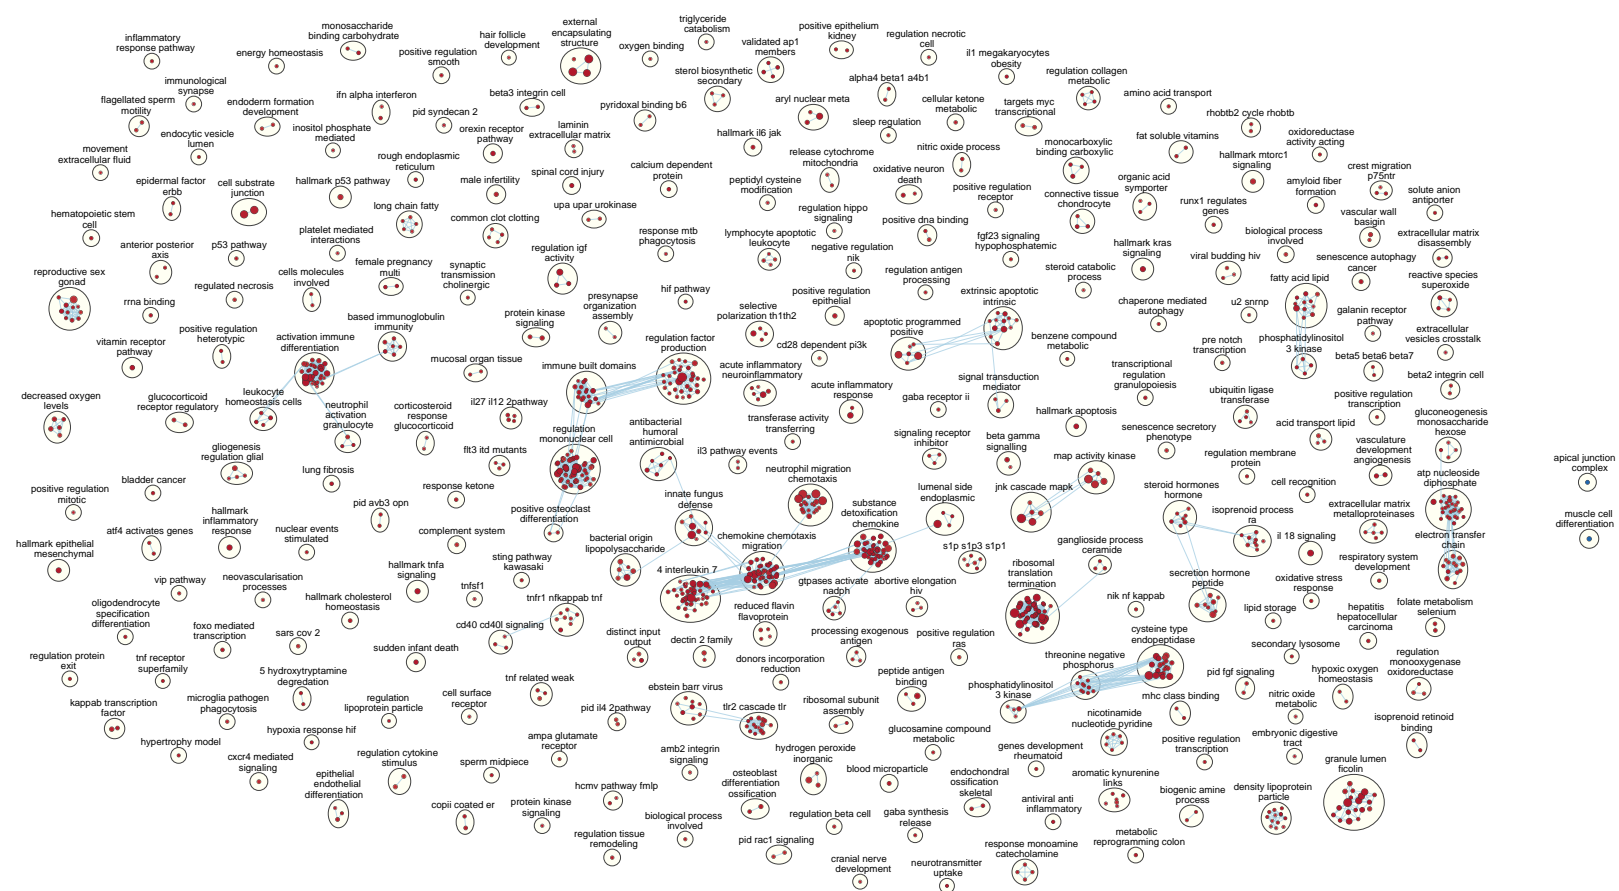 inflammatory
response pathway
energy homeostasis
monosaccharide
binding carbohydrate
positive regulation
smooth
hair follicle
development
external
encapsulating
structure
oxygen binding
triglyceride
catabolism
validated ap1
members
positive epithelium
kidney
regulation necrotic
cell
il1 megakaryocytes
obesity
regulation collagen
metabolic
amino acid transport
rhobtb2 cycle rhobtb
oxidoreductase
activity acting
immunological
synapse
flagellated sperm
motility
endoderm formation
development
ifn alpha interferon
pid syndecan 2
beta3 integrin cell
sterol biosynthetic
secondary
pyridoxal binding b6
aryl nuclear meta
alpha4 beta1 a4b1
cellular ketone
metabolic
targets myc
transcriptional
endocytic vesicle
lumen
inositol phosphate
mediated
orexin receptor
pathway
laminin
extracellular matrix
hallmark il6 jak
sleep regulation
nitric oxide process
monocarboxylic
binding carboxylic
fat soluble vitamins
hallmark mtorc1
signaling
crest migration
p75ntr
movement
extracellular fluid
rough endoplasmic
reticulum
calcium dependent
protein
release cytochrome
mitochondria
oxidative neuron
death
epidermal factor
erbb
cell substrate
junction
hallmark p53 pathway
male infertility
spinal cord injury
peptidyl cysteine
modification
positive regulation
receptor
connective tissue
chondrocyte
organic acid
symporter
amyloid fiber
formation
solute anion
antiporter
hematopoietic stem
cell
long chain fatty
common clot clotting
upa upar urokinase
regulation hippo
signaling
positive dna binding
runx1 regulates
genes
vascular wall
basigin
anterior posterior
axis
p53 pathway
platelet mediated
interactions
regulation igf
activity
response mtb
phagocytosis
lymphocyte apoptotic
leukocyte
negative regulation
nik
fgf23 signaling
hypophosphatemic
hallmark kras
signaling
biological process
involved
extracellular matrix
disassembly
reproductive sex
gonad
regulated necrosis
cells molecules
involved
female pregnancy
multi
synaptic
transmission
cholinergic
hif pathway
regulation antigen
processing
steroid catabolic
process
viral budding hiv
senescence autophagy
cancer
reactive species
superoxide
rrna binding
fatty acid lipid
presynapse
organization
assembly
selective
polarization th1th2
positive regulation
epithelial
extrinsic apoptotic
intrinsic
chaperone mediated
autophagy
u2 snrnp
galanin receptor
pathway
positive regulation
heterotypic
activation immune
differentiation
based immunoglobulin
immunity
protein kinase
signaling
regulation factor
production
apoptotic programmed
positive
benzene compound
metabolic
pre notch
transcription
phosphatidylinositol
3 kinase
extracellular
vesicles crosstalk
vitamin receptor
pathway
mucosal organ tissue
immune built domains
cd28 dependent pi3k
beta5 beta6 beta7
decreased oxygen
levels
glucocorticoid
receptor regulatory
leukocyte
homeostasis cells
neutrophil
activation
granulocyte
corticosteroid
response
glucocorticoid
il27 il12 2pathway
acute inflammatory
neuroinflammatory
acute inflammatory
response
gaba receptor ii
signal transduction
mediator
transcriptional
regulation
granulopoiesis
ubiquitin ligase
transferase
positive regulation
transcription
beta2 integrin cell
gliogenesis
regulation glial
lung fibrosis
flt3 itd mutants
regulation
mononuclear cell
antibacterial
humoral
antimicrobial
transferase activity
transferring
signaling receptor
inhibitor
hallmark apoptosis
senescence secretory
phenotype
acid transport lipid
gluconeogenesis
monosaccharide
hexose
positive regulation
mitotic
bladder cancer
response ketone
il3 pathway events
neutrophil migration
chemotaxis
beta gamma
signalling
map activity kinase
regulation membrane
protein
vasculature
development
angiogenesis
atp nucleoside
diphosphate
apical junction
complex
atf4 activates genes
hallmark
inflammatory
response
nuclear events
stimulated
pid avb3 opn
complement system
positive osteoclast
differentiation
innate fungus
defense
substance
detoxification
chemokine
lumenal side
endoplasmic
jnk cascade mapk
steroid hormones
hormone
cell recognition
extracellular matrix
metalloproteinases
muscle cell
differentiation
hallmark epithelial
mesenchymal
vip pathway
neovascularisation
processes
hallmark tnfa
signaling
sting pathway
kawasaki
bacterial origin
lipopolysaccharide
chemokine chemotaxis
migration
s1p s1p3 s1p1
ganglioside process
ceramide
isoprenoid process
ra
il 18 signaling
electron transfer
chain
oligodendrocyte
specification
differentiation
hallmark cholesterol
homeostasis
tnfsf1
tnfr1 nfkappab tnf
4 interleukin 7
gtpases activate
nadph
abortive elongation
hiv
ribosomal
translation
termination
nik nf kappab
secretion hormone
peptide
oxidative stress
response
respiratory system
development
foxo mediated
transcription
sars cov 2
sudden infant death
cd40 cd40l signaling
reduced flavin
flavoprotein
lipid storage
hepatitis
hepatocellular
carcinoma
folate metabolism
selenium
regulation protein
exit
tnf receptor
superfamily
5 hydroxytryptamine
degradation
distinct input
output
dectin 2 family
processing exogenous
antigen
positive regulation
ras
threonine negative
phosphorus
cysteine type
endopeptidase
secondary lysosome
regulation
monooxygenase
oxidoreductase
kappab transcription
factor
microglia pathogen
phagocytosis
regulation
lipoprotein particle
cell surface
receptor
tnf related weak
donors incorporation
reduction
peptide antigen
binding
phosphatidylinositol
3 kinase
pid fgf signaling
hypoxic oxygen
homeostasis
hypertrophy model
hypoxia response hif
pid il4 2pathway
ebstein barr virus
tlr2 cascade tlr
ribosomal subunit
assembly
mhc class binding
nitric oxide
metabolic
cxcr4 mediated
signaling
regulation cytokine
stimulus
ampa glutamate
receptor
glucosamine compound
metabolic
nicotinamide
nucleotide pyridine
positive regulation
transcription
embryonic digestive
tract
isoprenoid retinoid
binding
epithelial
endothelial
differentiation
sperm midpiece
amb2 integrin
signaling
hydrogen peroxide
inorganic
genes development
rheumatoid
granule lumen
ficolin
copii coated er
protein kinase
signaling
hcmv pathway fmlp
osteoblast
differentiation
ossification
blood microparticle
endochondral
ossification
skeletal
aromatic kynurenine
links
biogenic amine
process
density lipoprotein
particle
regulation tissue
remodeling
biological process
involved
pid rac1 signaling
regulation beta cell
gaba synthesis
release
antiviral anti
inflammatory
metabolic
reprogramming colon
cranial nerve
development
neurotransmitter
uptake
response monoamine
catecholamine